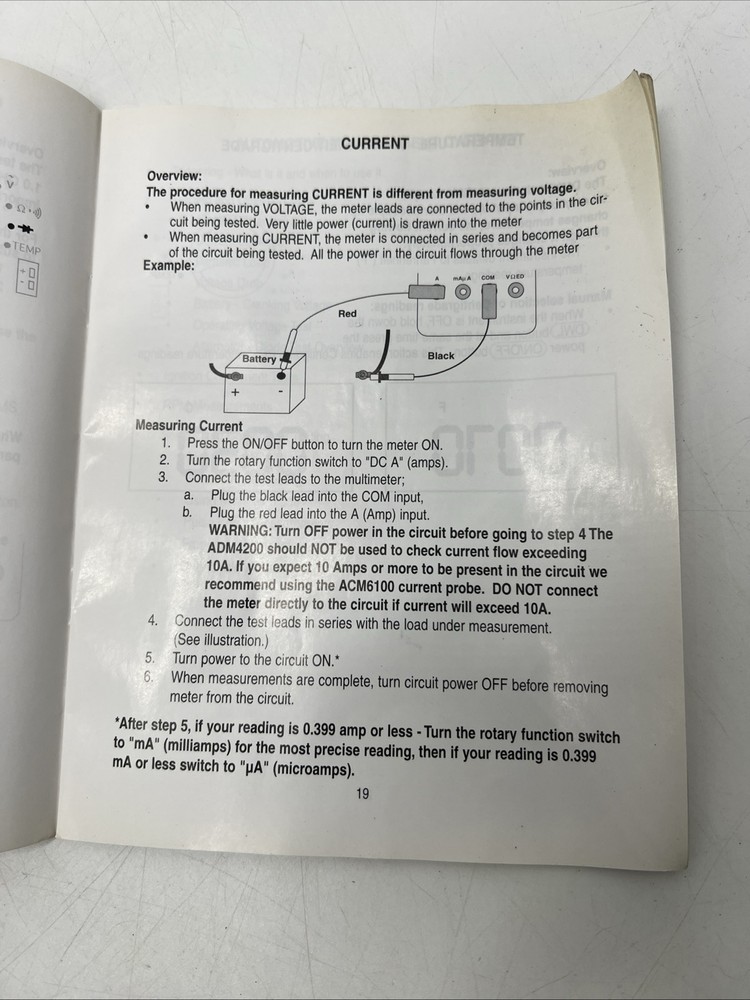 V
Ω
TEMP
CURRENT
Overview:
The procedure for measuring CURRENT is different from measuring voltage.
• When measuring VOLTAGE, the meter leads are connected to the points in the cir-
cuit being tested. Very little power (current) is drawn into the meter
• When measuring CURRENT, the meter is connected in series and becomes part
of the circuit being tested. All the power in the circuit flows through the meter
Example:
A COM
Red
Black
Battery
+ -
Measuring Current
1. Press the ON/OFF button to turn the meter ON.
2. Turn the rotary function switch to "DC A" (amps).
3. Connect the test leads to the multimeter;
a. Plug the black lead into the COM input,
b. Plug the red lead into the A (Amp) input.
WARNING: Turn OFF power in the circuit before going to step 4 The
ADM4200 should NOT be used to check current flow exceeding
10A. If you expect 10 Amps or more to be present in the circuit we
recommend using the ACM6100 current probe. DO NOT connect
the meter directly to the circuit if current will exceed 10A.
4. Connect the test leads in series with the load under measurement.
(See illustration.)
5. Turn power to the circuit ON.*
6. When measurements are complete, turn circuit power OFF before removing
meter from the circuit.
*After step 5, if your reading is 0.399 amp or less - Turn the rotary function switch
to "mA" (milliamps) for the most precise reading, then if your reading is 0.399
mA or less switch to "µA" (microamps).
19